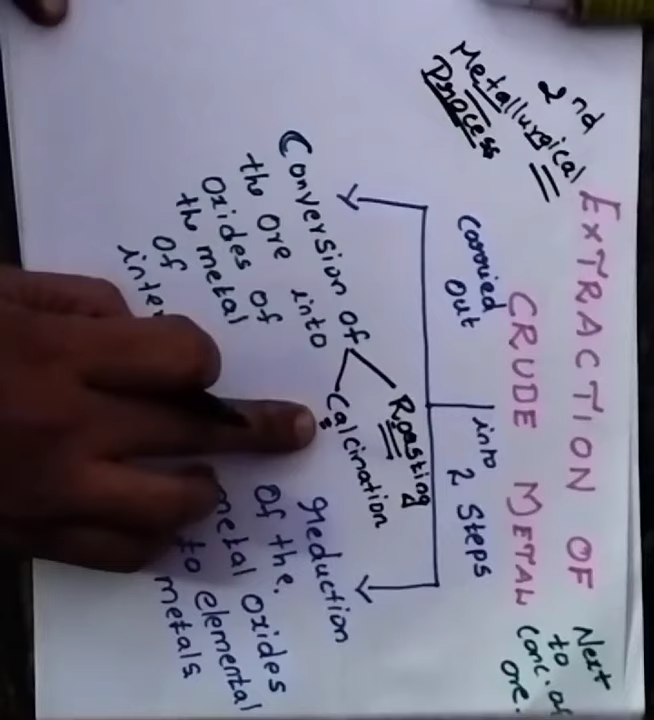 2nd
Metallurgical
Process
EXTRACTION OF
CRUDE METAL
Next
to
Conc. of
ore.
Carried
out
into
2 Steps
Conversion of
the ore into
oxides of
the metal
of
Roasting
Calcination
reduction
of the
metal oxides
to elemental
metals